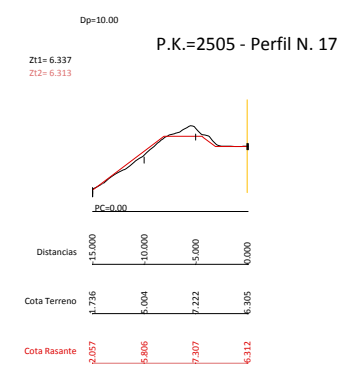 Dp=10.00
P.K.=2505 - Perfil N. 17
Zt1= 6.337
Zt2= 6.313
PC=0.00
Distancias -15.000 -10.000 -5.000 0.000
Cota Terreno 1.736 5.004 7.222 6.305
Cota Rasante 2.057 5.806 7.307 6.312